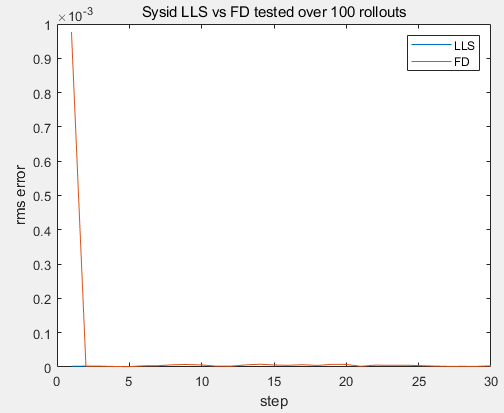 Sysid LLS vs FD tested over 100 rollouts
×10⁻³
LLS
FD
1
0.9
0.8
0.7
0.6
0.5
0.4
0.3
0.2
0.1
0
rms error
0 5 10 15 20 25 30
step